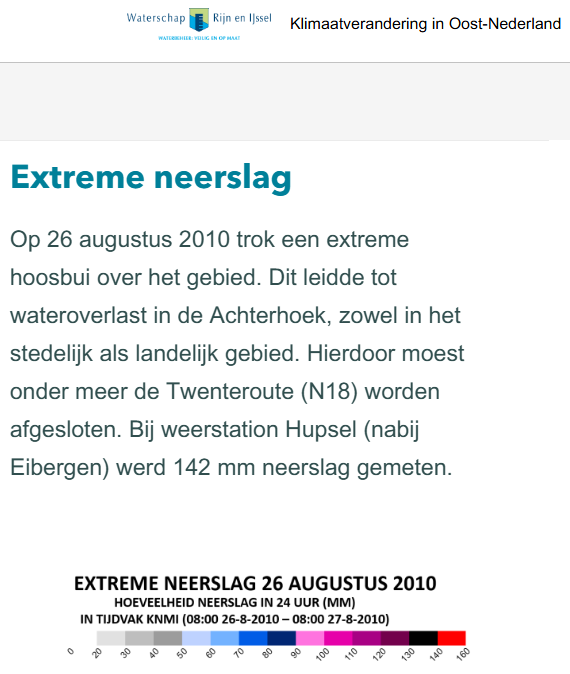 Waterschap Rijn en IJssel
WATERBEHEER: VEILIG EN OP MAAT
Klimaatverandering in Oost-Nederland
Extreme neerslag
Op 26 augustus 2010 trok een extreme
hoosbui over het gebied. Dit leidde tot
wateroverlast in de Achterhoek, zowel in het
stedelijk als landelijk gebied. Hierdoor moest
onder meer de Twenteroute (N18) worden
afgesloten. Bij weerstation Hupsel (nabij
Eibergen) werd 142 mm neerslag gemeten.
EXTREME NEERSLAG 26 AUGUSTUS 2010
HOEVEELHEID NEERSLAG IN 24 UUR (MM)
IN TIJDVAK KNMI (08:00 26-8-2010 – 08:00 27-8-2010)
0 20 30 40 50 60 70 80 90 100 110 120 130 140 160